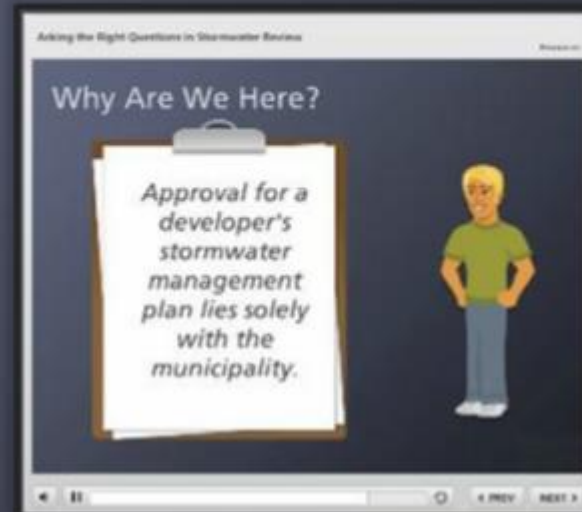 Asking the Right Questions in Stormwater Review
Why Are We Here?
Approval for a
developer's
stormwater
management
plan lies solely
with the
municipality.
< PREV
NEXT >